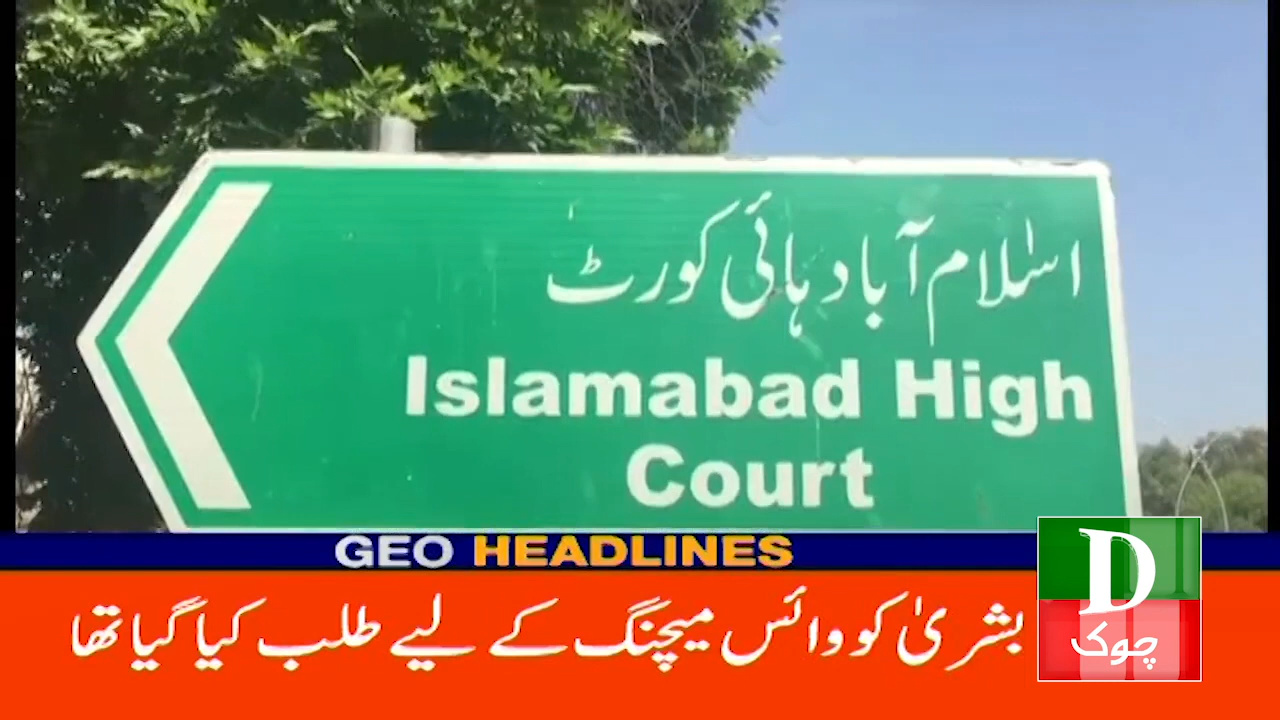 اسلام آباد ہائی کورٹ
Islamabad High
Court
GEO HEADLINES
بشریٰ کو وائس میچنگ کے لیے طلب کیا گیا تھا
D
چوک